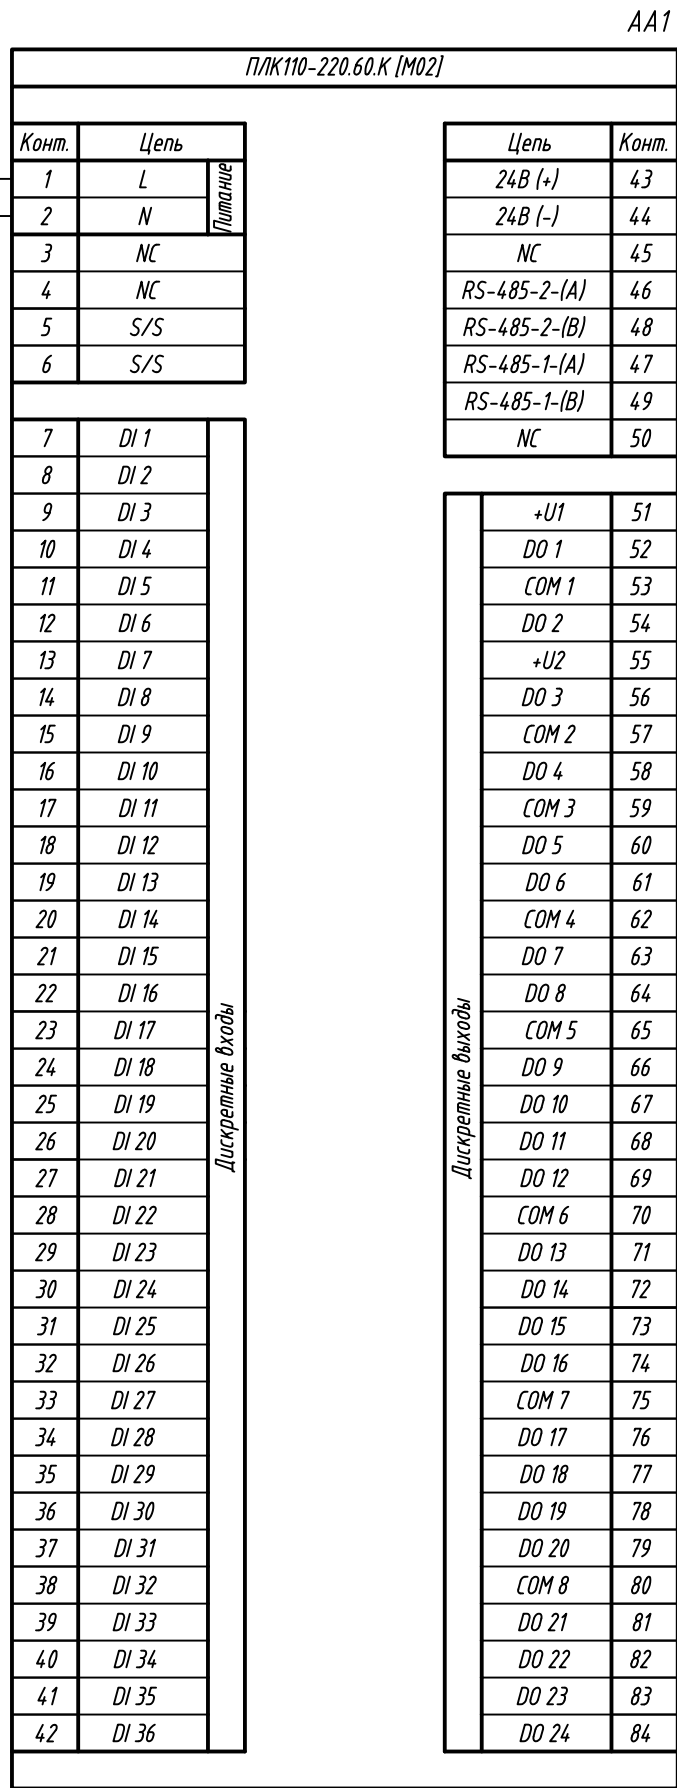 AA1
ПЛК110-220.60.К [М02]
Конт. Цепь
1 L
2 N
Питание
3 NC
4 NC
5 S/S
6 S/S
7 DI 1
8 DI 2
9 DI 3
10 DI 4
11 DI 5
12 DI 6
13 DI 7
14 DI 8
15 DI 9
16 DI 10
17 DI 11
18 DI 12
19 DI 13
20 DI 14
21 DI 15
22 DI 16
23 DI 17
24 DI 18
25 DI 19
26 DI 20
27 DI 21
28 DI 22
29 DI 23
30 DI 24
31 DI 25
32 DI 26
33 DI 27
34 DI 28
35 DI 29
36 DI 30
37 DI 31
38 DI 32
39 DI 33
40 DI 34
41 DI 35
42 DI 36
Дискретные входы
Цепь Конт.
24В (+) 43
24В (-) 44
NC 45
RS-485-2-(A) 46
RS-485-2-(B) 48
RS-485-1-(A) 47
RS-485-1-(B) 49
NC 50
Дискретные выходы
+U1 51
DO 1 52
COM 1 53
DO 2 54
+U2 55
DO 3 56
COM 2 57
DO 4 58
COM 3 59
DO 5 60
DO 6 61
COM 4 62
DO 7 63
DO 8 64
COM 5 65
DO 9 66
DO 10 67
DO 11 68
DO 12 69
COM 6 70
DO 13 71
DO 14 72
DO 15 73
DO 16 74
COM 7 75
DO 17 76
DO 18 77
DO 19 78
DO 20 79
COM 8 80
DO 21 81
DO 22 82
DO 23 83
DO 24 84